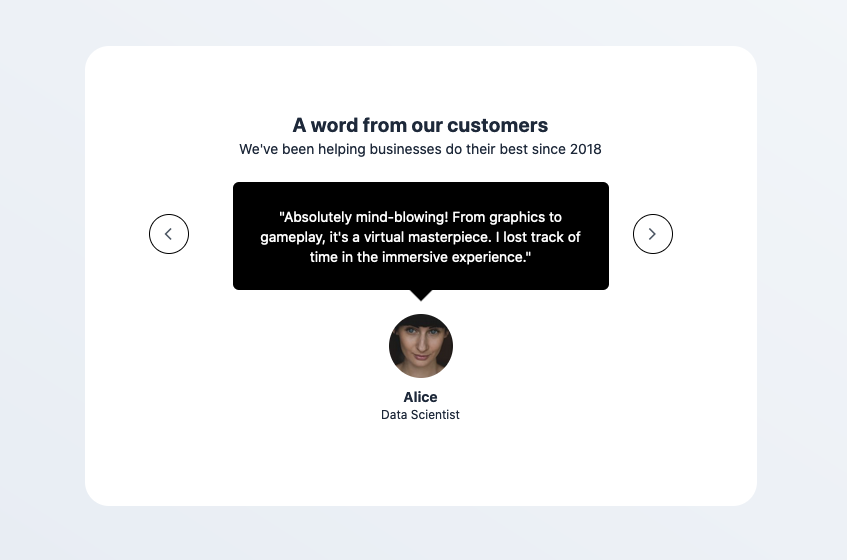 A word from our customers
We've been helping businesses do their best since 2018
"Absolutely mind-blowing! From graphics to
gameplay, it's a virtual masterpiece. I lost track of
time in the immersive experience."
Alice
Data Scientist